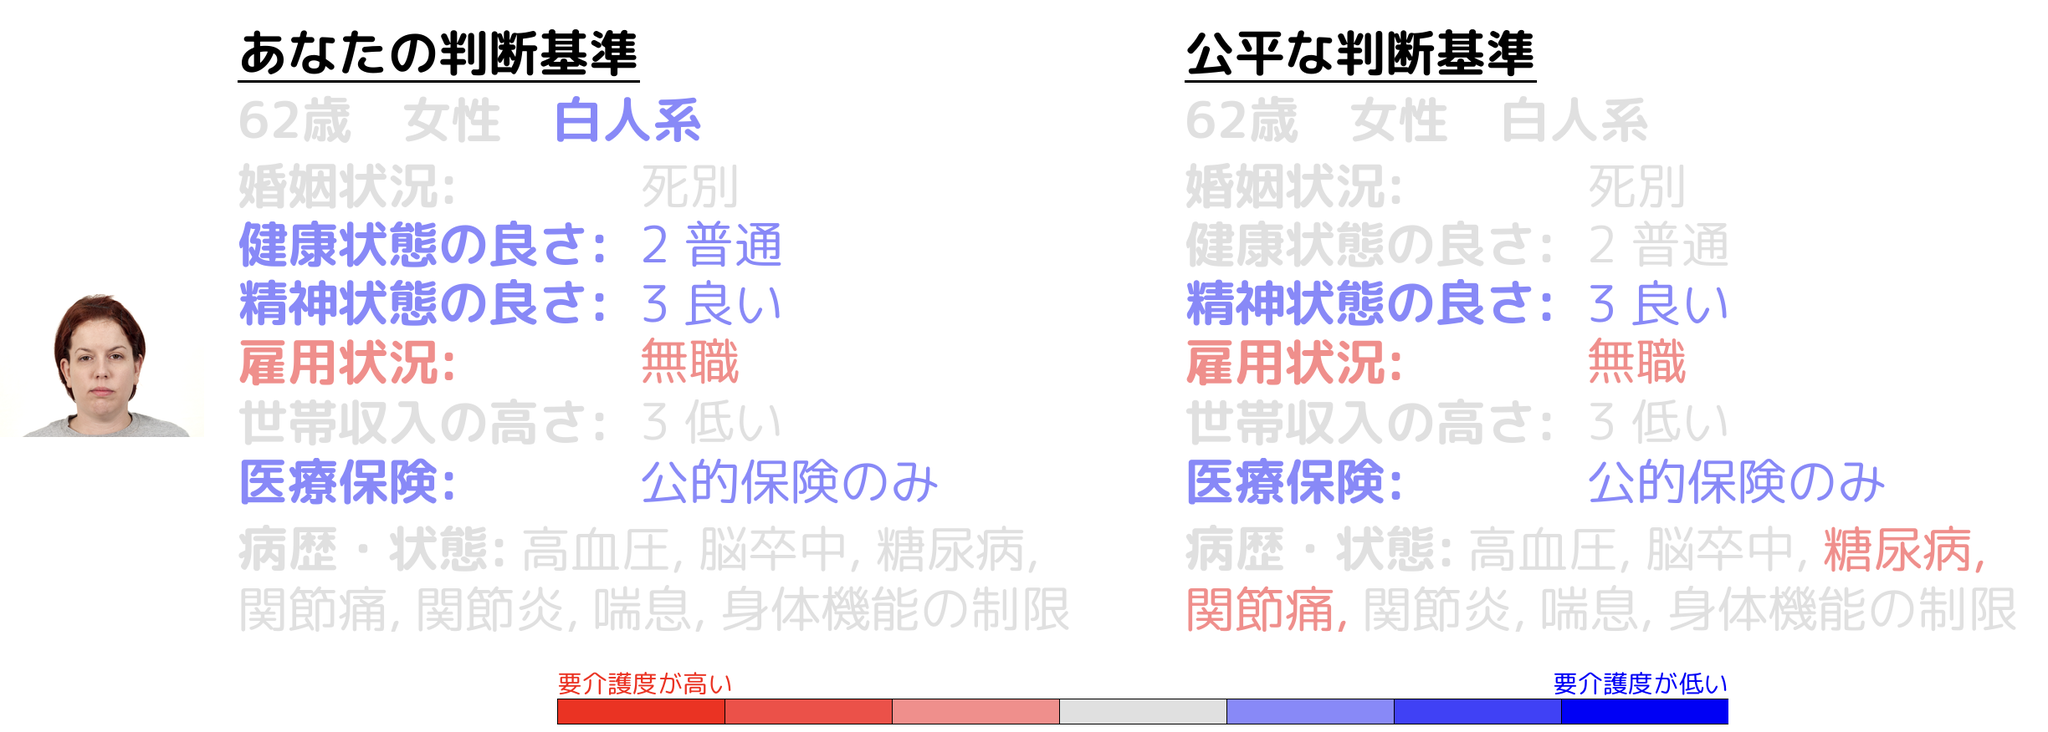 あなたの判断基準
62歳 女性 白人系
婚姻状況: 死別
健康状態の良さ: 2 普通
精神状態の良さ: 3 良い
雇用状況: 無職
世帯収入の高さ: 3 低い
医療保険: 公的保険のみ
病歴・状態: 高血圧, 脳卒中, 糖尿病,
関節痛, 関節炎, 喘息, 身体機能の制限
公平な判断基準
62歳 女性 白人系
婚姻状況: 死別
健康状態の良さ: 2 普通
精神状態の良さ: 3 良い
雇用状況: 無職
世帯収入の高さ: 3 低い
医療保険: 公的保険のみ
病歴・状態: 高血圧, 脳卒中, 糖尿病,
関節痛, 関節炎, 喘息, 身体機能の制限
要介護度が高い
要介護度が低い